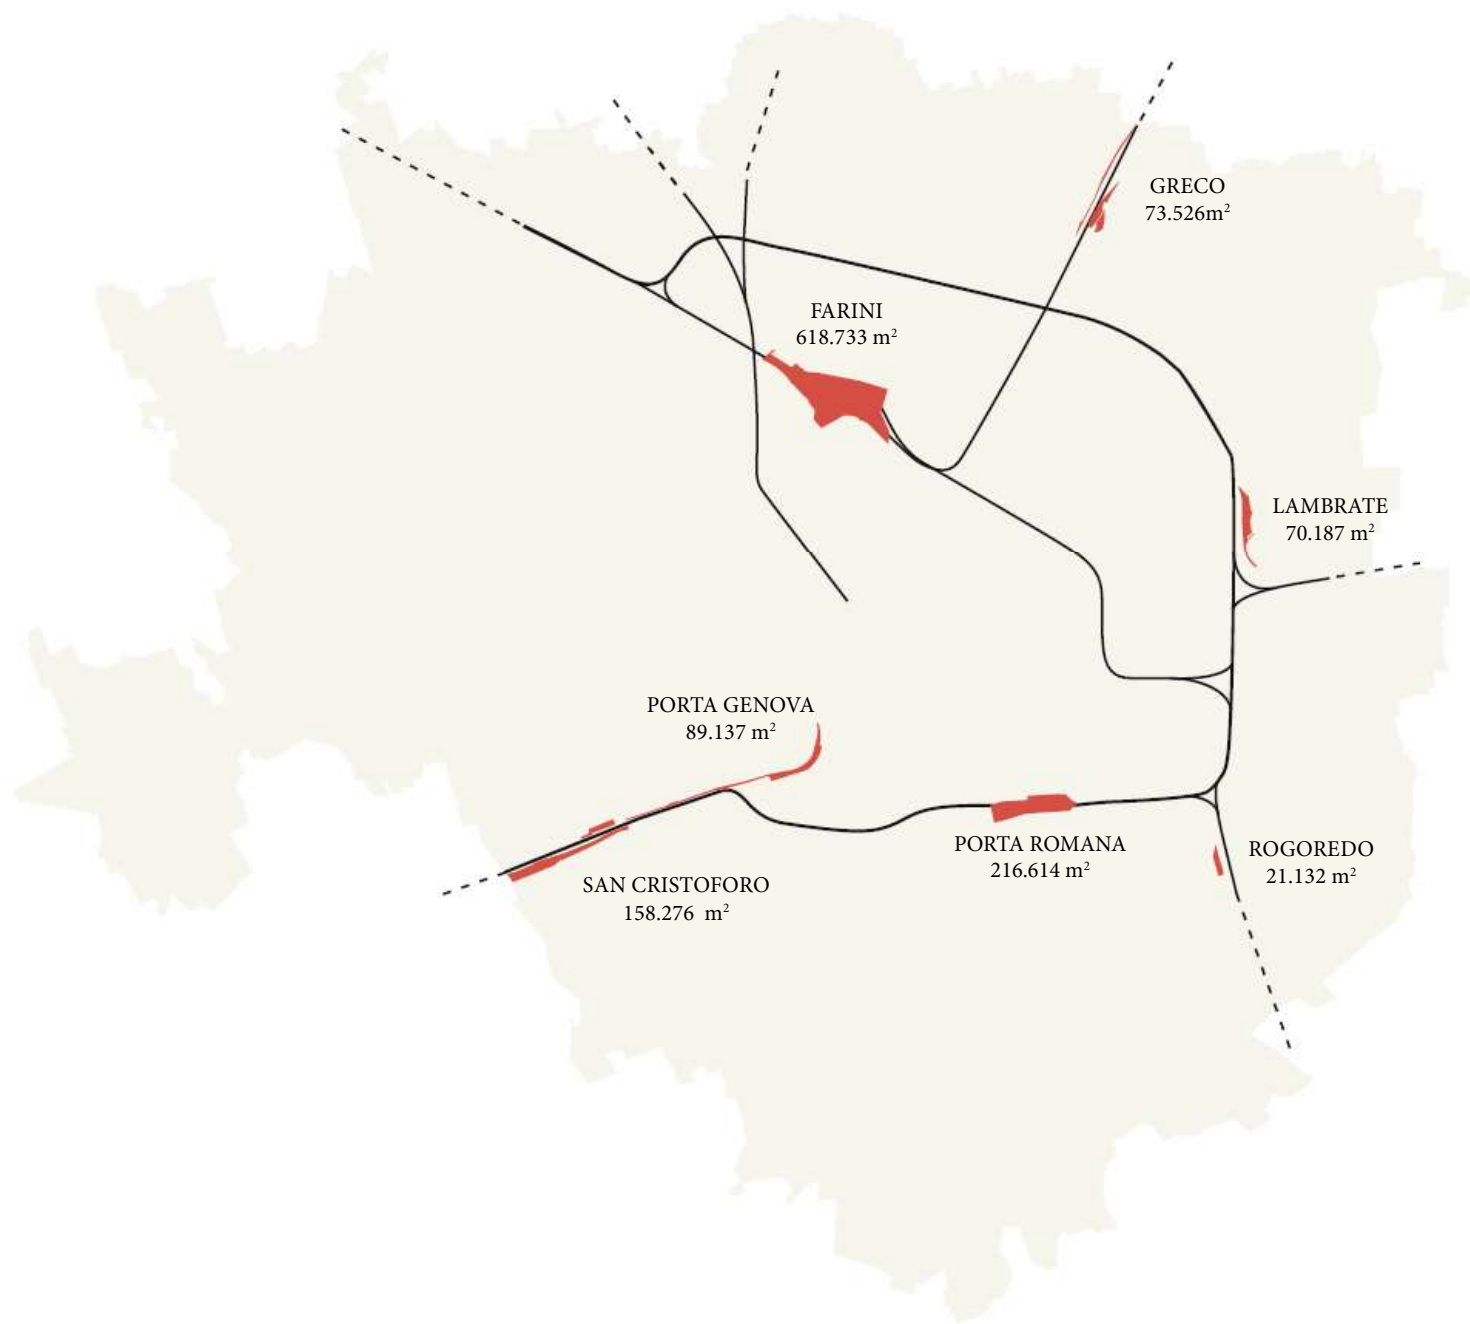 GRECO
73.526m²
FARINI
618.733 m²
LAMBRATE
70.187 m²
PORTA GENOVA
89.137 m²
PORTA ROMANA
216.614 m²
ROGOREDO
21.132 m²
SAN CRISTOFORO
158.276 m²